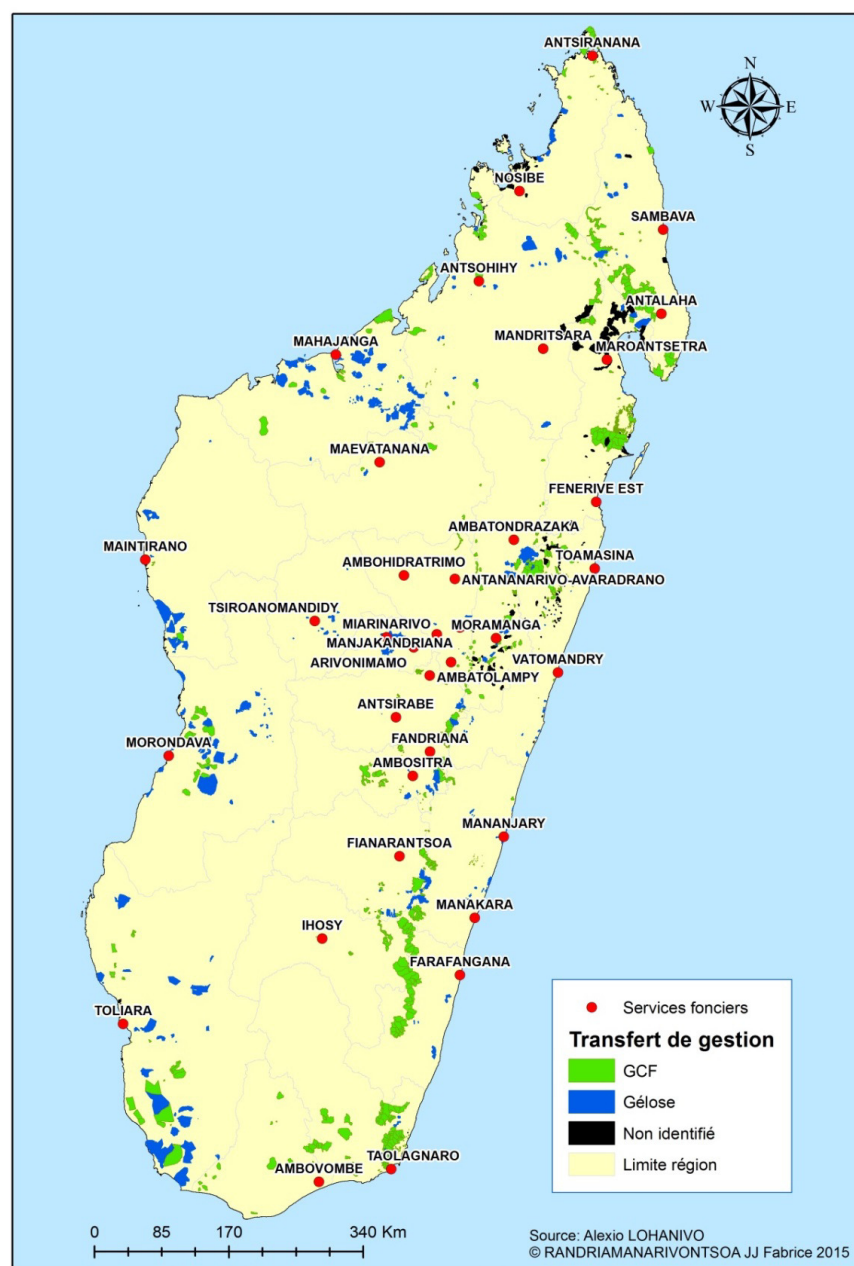 ANTSIRANANA
N
W E
S
NOSIBE
SAMBAVA
ANTSOHIHY
ANTALAHA
MANDRITSARA
MAHAJANGA
MAROANTSETRA
MAEVATANANA
FENERIVE EST
AMBATONDRAZAKA
MAINTIRANO
TOAMASINA
AMBOHIDRATRIMO
ANTANANARIVO-AVARADRANO
TSIROANOMANDIDY
MIARINARIVO
MORAMANGA
MANJAKANDRIANA
ARIVONIMAMO
VATOMANDRY
AMBATOLAMPY
ANTSIRABE
FANDRIANA
MORONDAVA
AMBOSITRA
MANANJARY
FIANARANTSOA
MANAKARA
IHOSY
FARAFANGANA
TOLIARA
TAOLAGNARO
AMBOVOMBE
Services fonciers
Transfert de gestion
GCF
Gélose
Non identifié
Limite région
0 85 170 340 Km
Source: Alexio LOHANIVO
© RANDRIAMANARIVONTSOA JJ Fabrice 2015